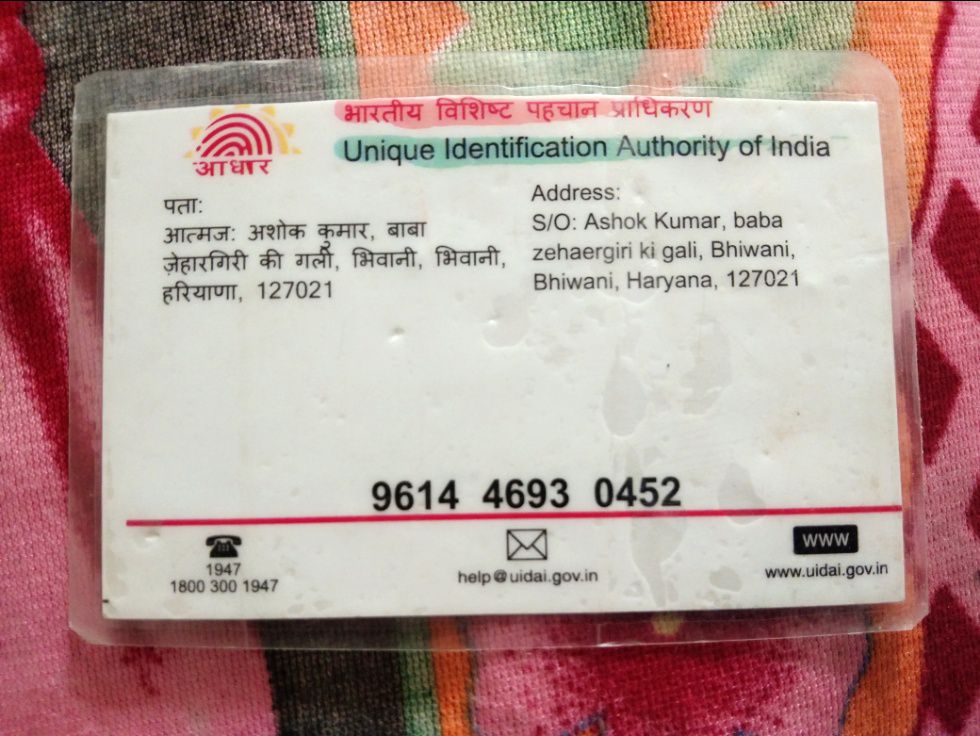 भारतीय विशिष्ट पहचान प्राधिकरण
Unique Identification Authority of India
आधार
पता:
आत्मज: अशोक कुमार, बाबा
ज़ेहारगिरी की गली, भिवानी, भिवानी,
हरियाणा, 127021
Address:
S/O: Ashok Kumar, baba
zehaergiri ki gali, Bhiwani,
Bhiwani, Haryana, 127021
9614 4693 0452
1947
1800 300 1947
help@uidai.gov.in
www
www.uidai.gov.in